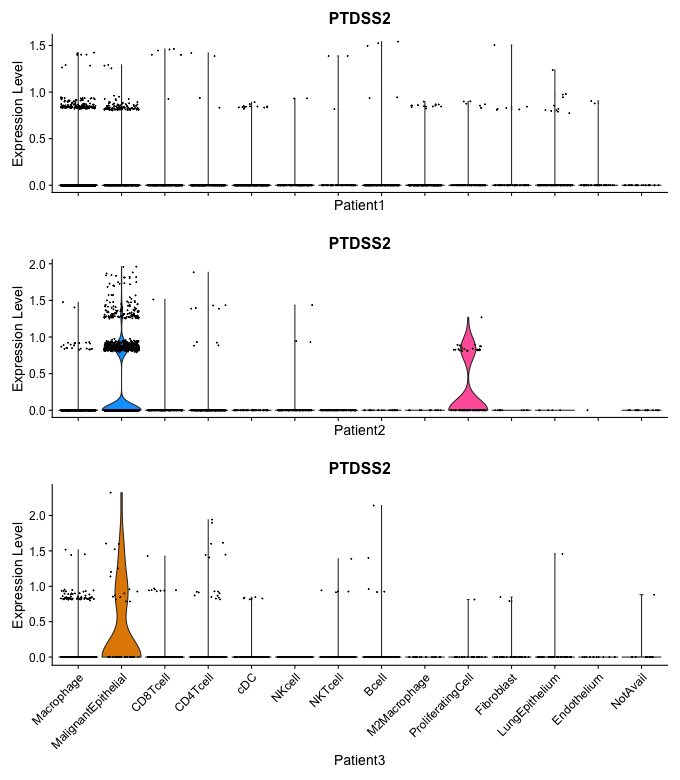 PTDSS2
Expression Level
1.5
1.0
0.5
0.0
Patient1
PTDSS2
Expression Level
2.0
1.5
1.0
0.5
0.0
Patient2
PTDSS2
Expression Level
2.0
1.5
1.0
0.5
0.0
Macrophage
MalignantEpithelial
CD8Tcell
CD4Tcell
cDC
NKcell
NKTcell
Bcell
M2Macrophage
ProliferatingCell
Fibroblast
LungEpithelium
Endothelium
NotAvail
Patient3